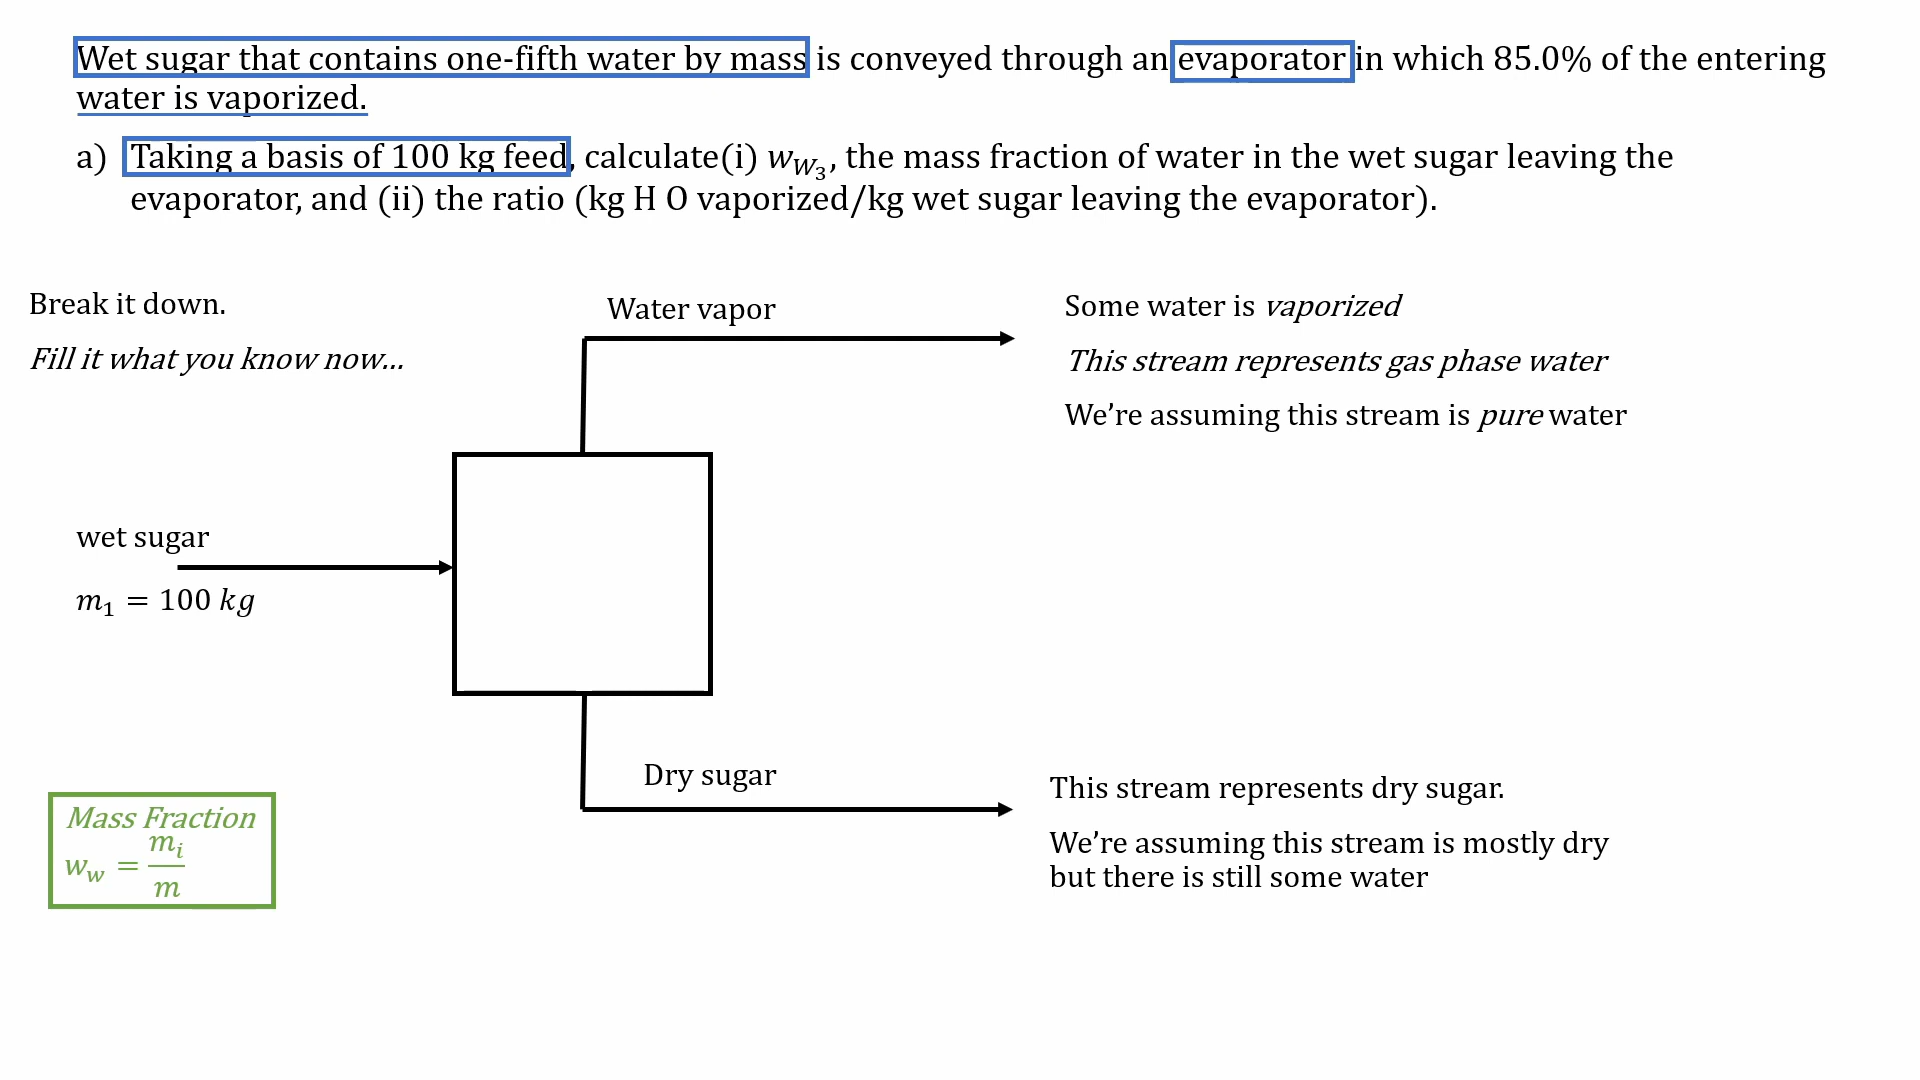 Wet sugar that contains one-fifth water by mass is conveyed through an evaporator in which 85.0% of the entering
water is vaporized.
a) Taking a basis of 100 kg feed, calculate(i) w_{W_3}, the mass fraction of water in the wet sugar leaving the
evaporator, and (ii) the ratio (kg H O vaporized/kg wet sugar leaving the evaporator).
Break it down.
Fill it what you know now...
Water vapor
Some water is vaporized
This stream represents gas phase water
We're assuming this stream is pure water
wet sugar
m_1 = 100 kg
Dry sugar
This stream represents dry sugar.
We're assuming this stream is mostly dry
but there is still some water
Mass Fraction
w_w = m_i / m